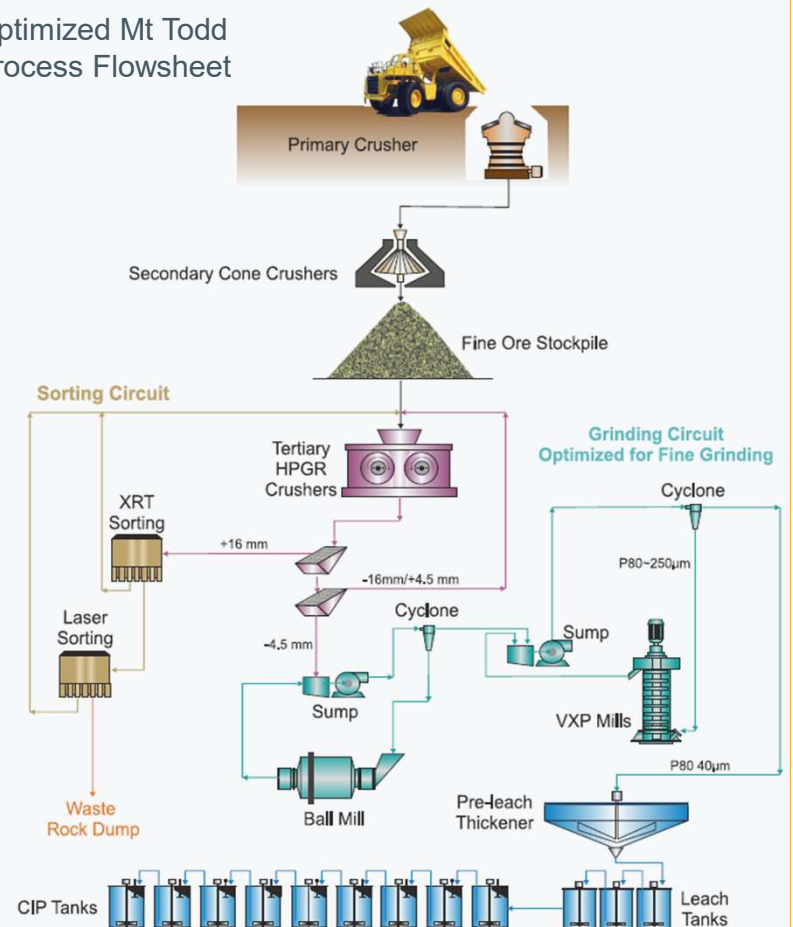 ptimized Mt Todd
rocess Flowsheet
Primary Crusher
Secondary Cone Crushers
Fine Ore Stockpile
Sorting Circuit
Grinding Circuit
Optimized for Fine Grinding
Tertiary
HPGR
Crushers
Cyclone
XRT
Sorting
+16 mm
P80~250µm
-16mm/+4.5 mm
Laser
Sorting
Cyclone
-4.5 mm
Sump
Sump
VXP Mills
P80 40µm
Waste
Rock Dump
Ball Mill
Pre-leach
Thickener
CIP Tanks
Leach
Tanks